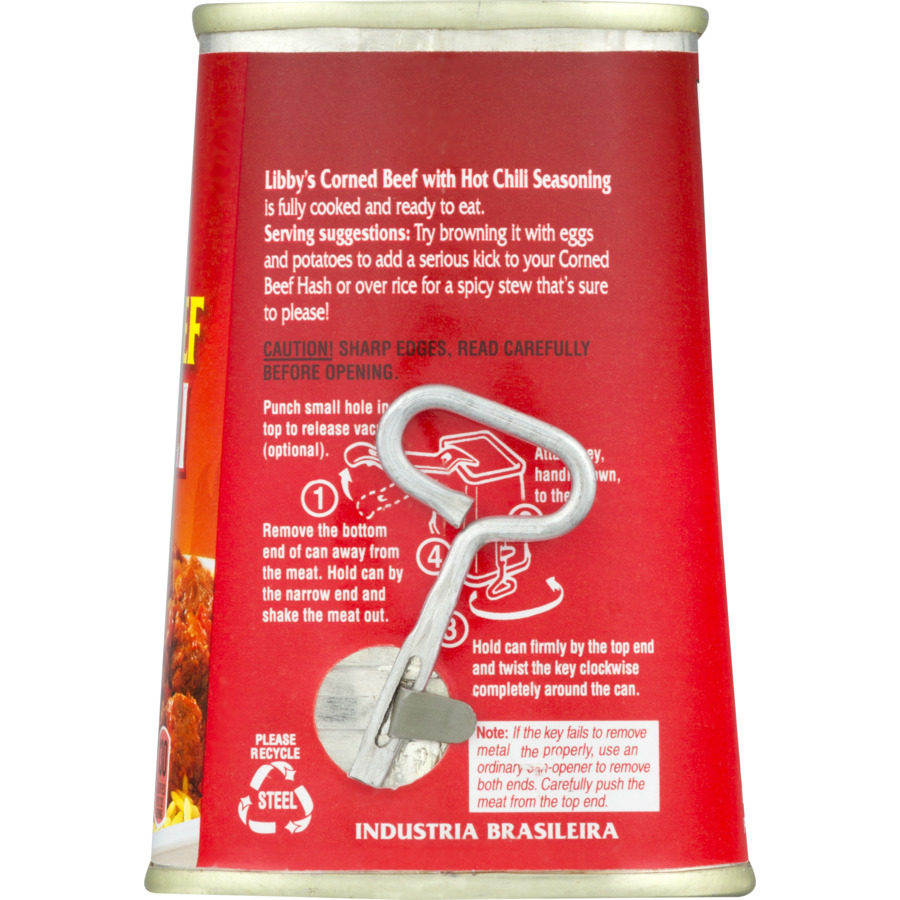 Libby's Corned Beef with Hot Chili Seasoning
is fully cooked and ready to eat.
Serving suggestions: Try browning it with eggs
and potatoes to add a serious kick to your Corned
Beef Hash or over rice for a spicy stew that's sure
to please!
CAUTION! SHARP EDGES, READ CAREFULLY
BEFORE OPENING.
Punch small hole in
top to release
(optional).
to the
1
Remove the bottom
end of can away from
the meat. Hold can by
the narrow end and
shake the meat out.
4
3
Hold can firmly by the top end
and twist the key clockwise
completely around the can.
Note: If the key fails to remove
metal the properly, use an
ordinary can-opener to remove
both ends. Carefully push the
meat from the top end.
PLEASE
RECYCLE
STEEL
INDUSTRIA BRASILEIRA